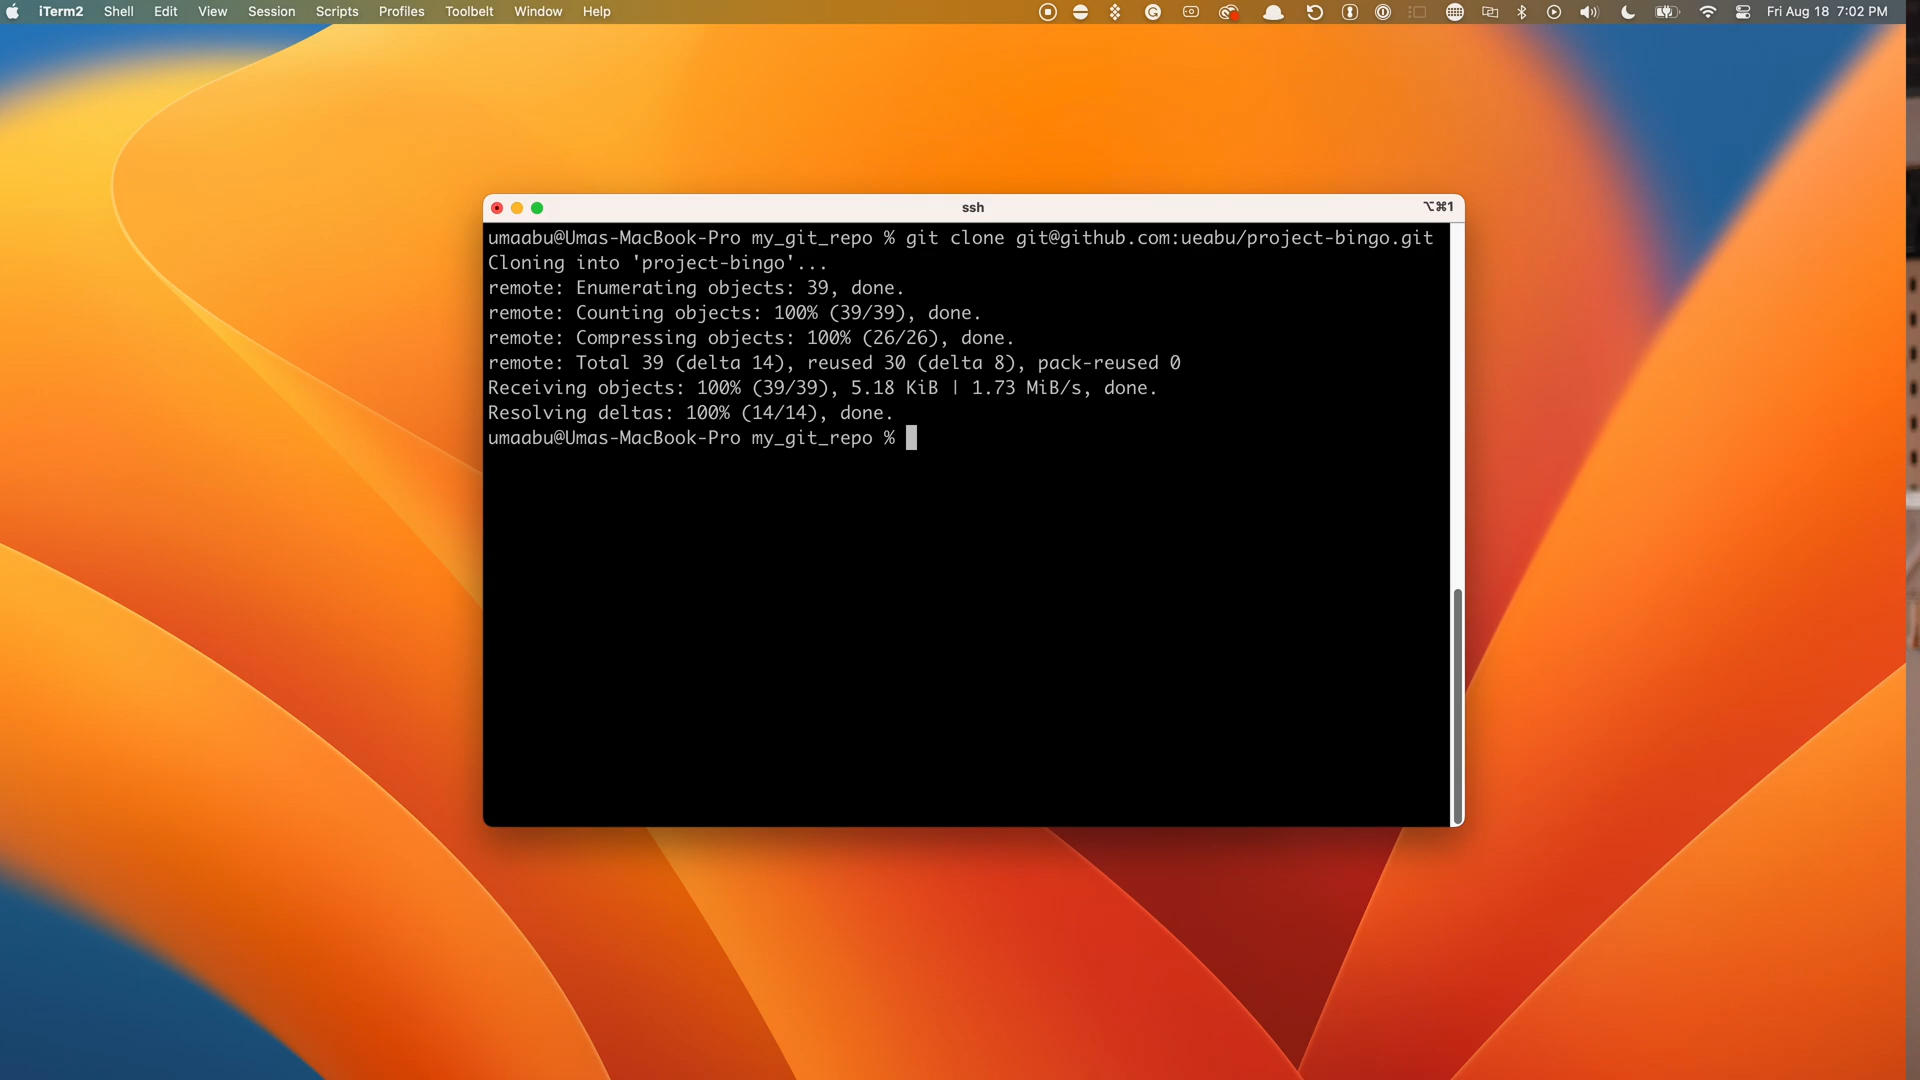 iTerm2 Shell Edit View Session Scripts Profiles Toolbelt Window Help Fri Aug 18 7:02 PM
ssh ⌥⌘1
umaabu@Umas-MacBook-Pro my_git_repo % git clone git@github.com:ueabu/project-bingo.git
Cloning into 'project-bingo'...
remote: Enumerating objects: 39, done.
remote: Counting objects: 100% (39/39), done.
remote: Compressing objects: 100% (26/26), done.
remote: Total 39 (delta 14), reused 30 (delta 8), pack-reused 0
Receiving objects: 100% (39/39), 5.18 KiB | 1.73 MiB/s, done.
Resolving deltas: 100% (14/14), done.
umaabu@Umas-MacBook-Pro my_git_repo %